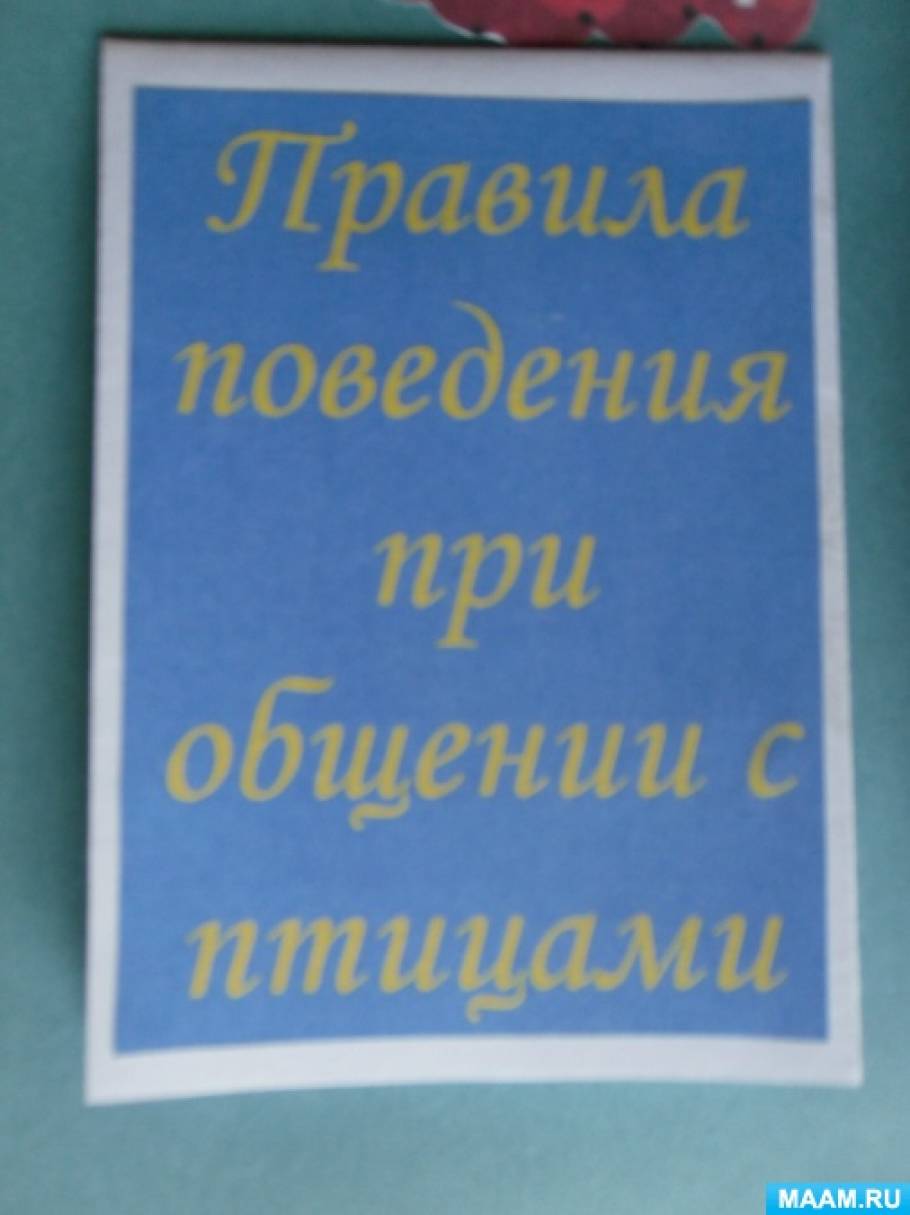 Правила
поведения
при
общении с
птицами
MAAM.RU